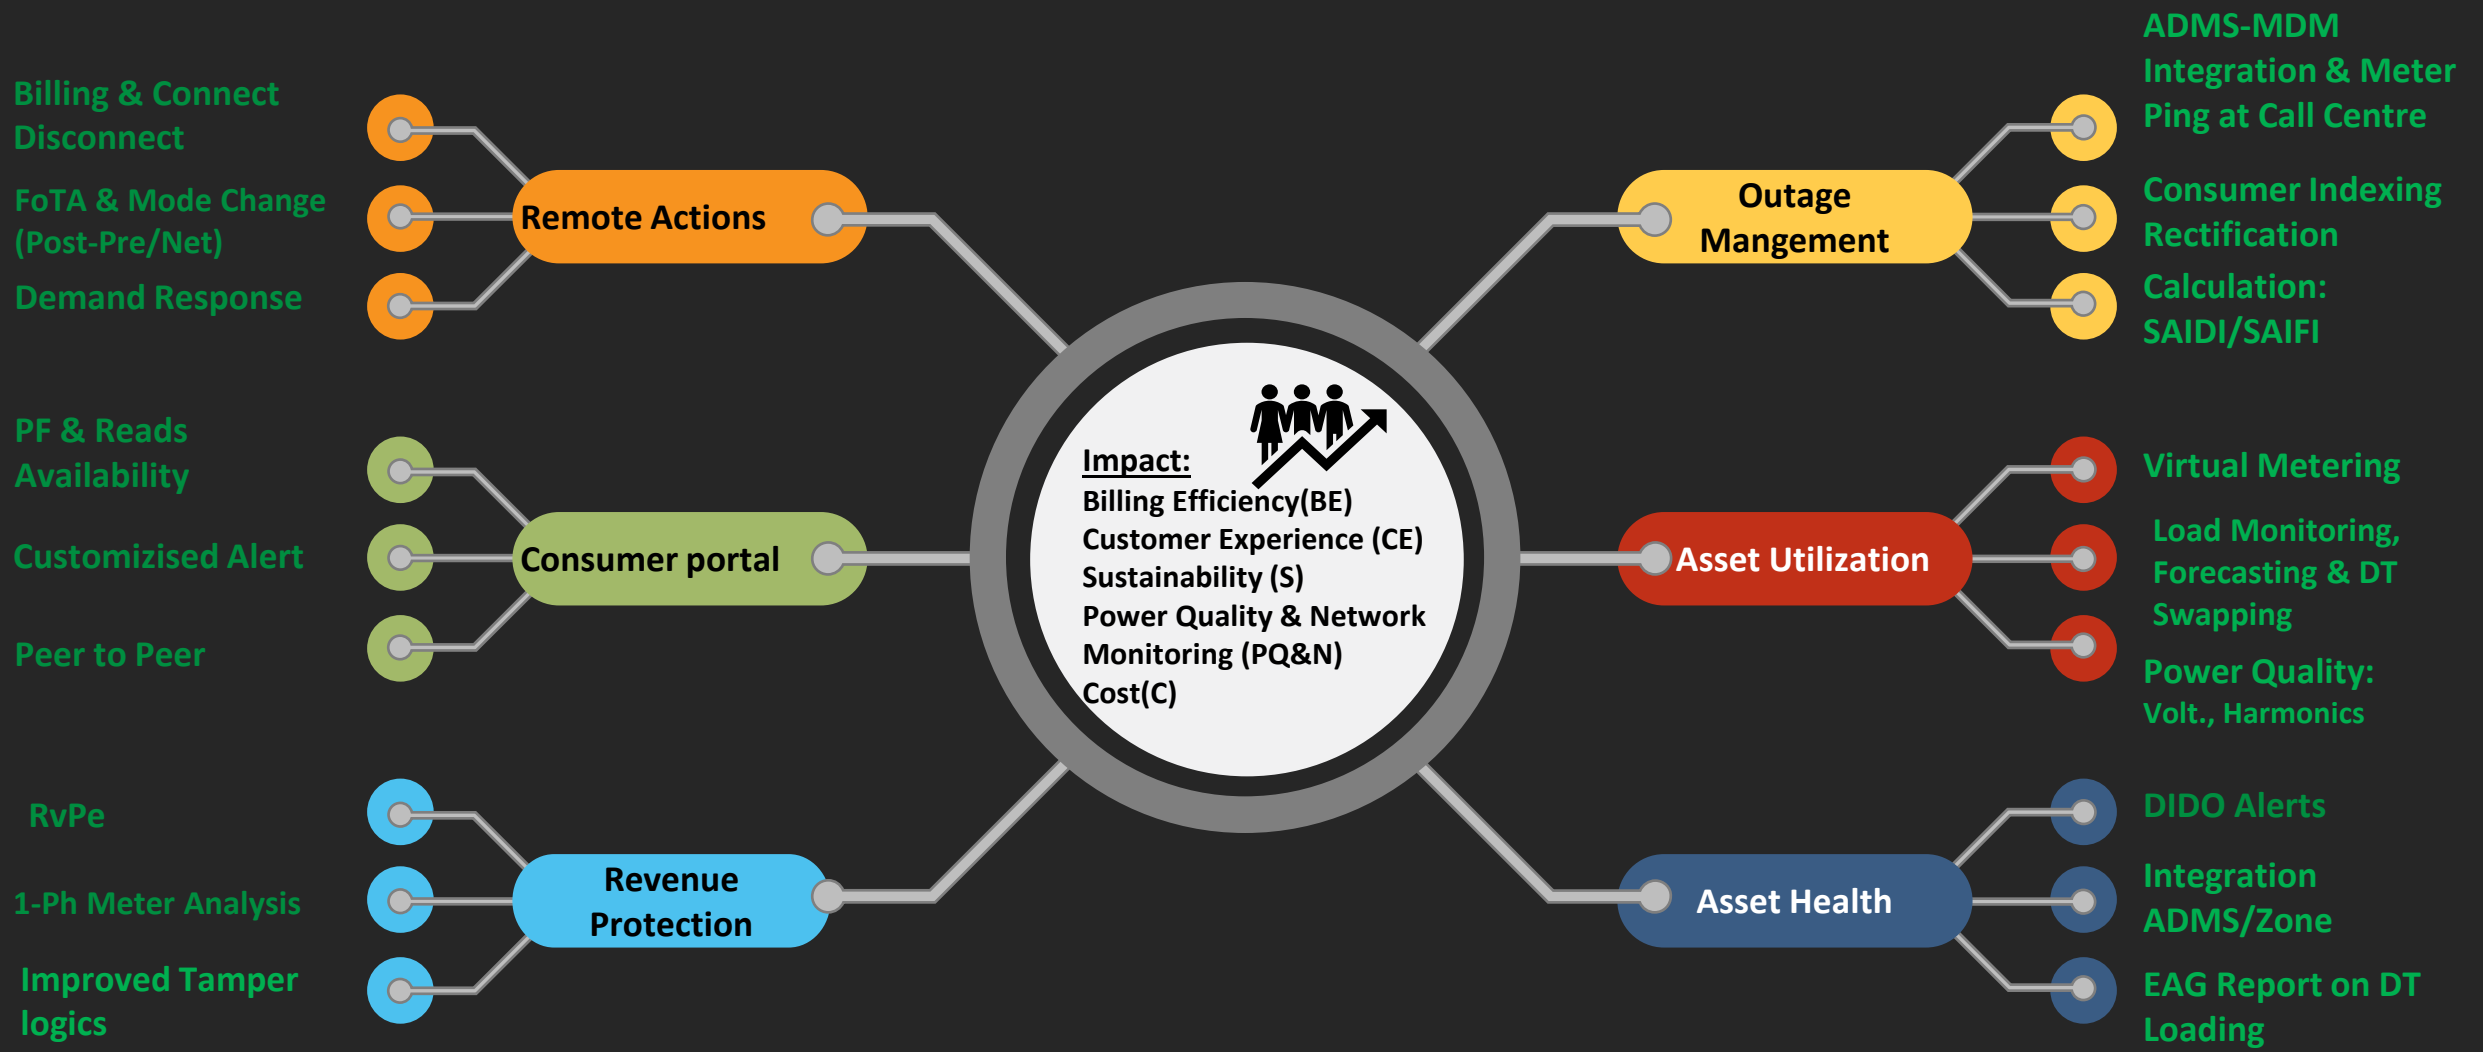 Billing & Connect
Disconnect
FoTA & Mode Change
(Post-Pre/Net)
Demand Response
Remote Actions
PF & Reads
Availability
Customizised Alert
Peer to Peer
Consumer portal
RvPe
1-Ph Meter Analysis
Improved Tamper
logics
Revenue
Protection
Impact:
Billing Efficiency(BE)
Customer Experience (CE)
Sustainability (S)
Power Quality & Network
Monitoring (PQ&N)
Cost(C)
Outage
Mangement
ADMS-MDM
Integration & Meter
Ping at Call Centre
Consumer Indexing
Rectification
Calculation:
SAIDI/SAIFI
Asset Utilization
Virtual Metering
Load Monitoring,
Forecasting & DT
Swapping
Power Quality:
Volt., Harmonics
Asset Health
DIDO Alerts
Integration
ADMS/Zone
EAG Report on DT
Loading